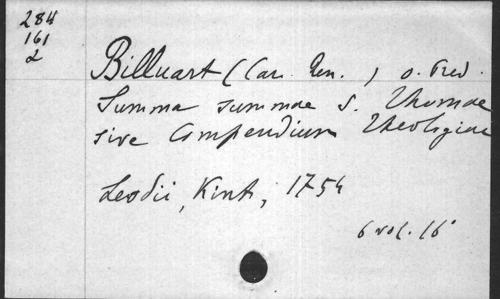 284
161
2
Billuart (Car. Ren.) o. Pred.
Summa summae S. Thomae
sive Compendium Theologiae
Leodii, Kints, 1754
6 vol. 16°